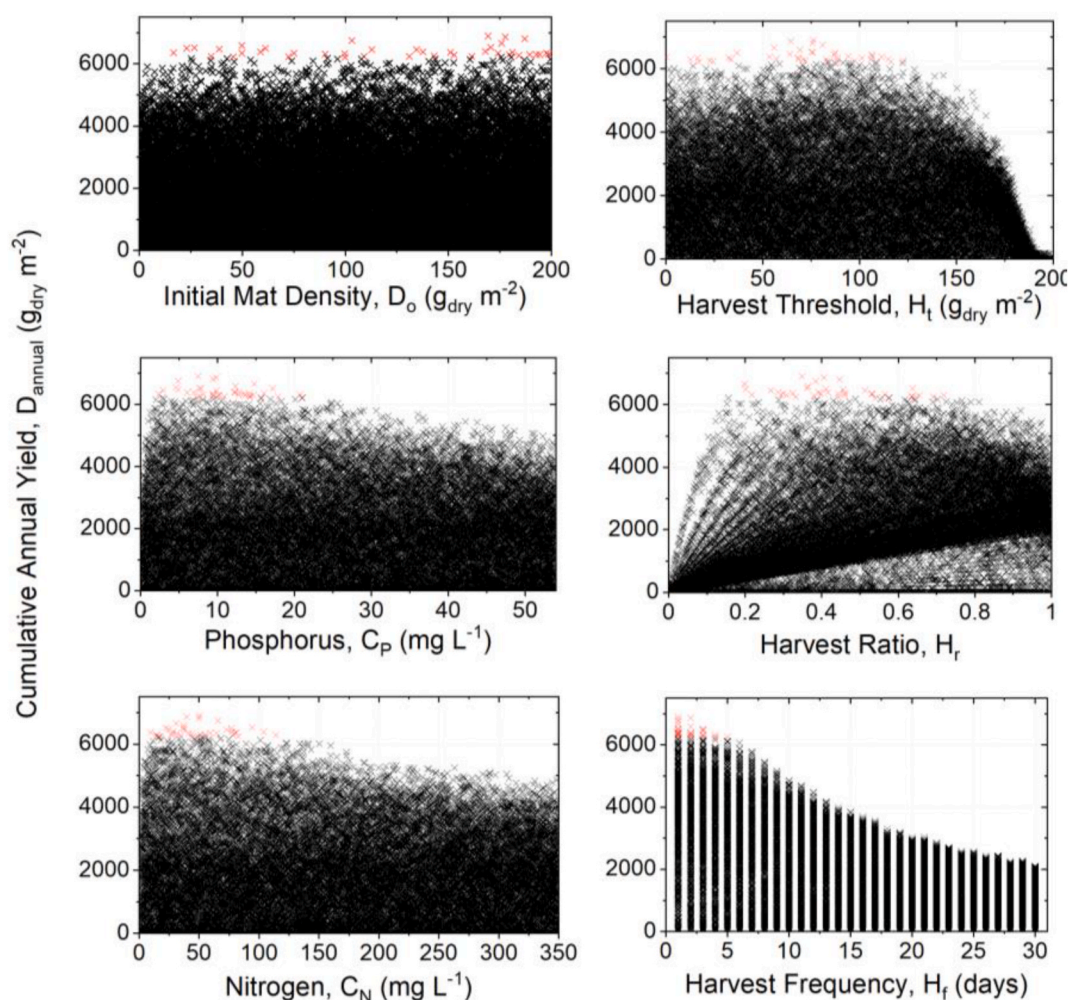 Cumulative Annual Yield, D_annual (g_dry m⁻²)
6000
4000
2000
0
0 50 100 150 200
Initial Mat Density, D_o (g_dry m⁻²)
6000
4000
2000
0
0 50 100 150 200
Harvest Threshold, H_t (g_dry m⁻²)
6000
4000
2000
0
0 10 20 30 40 50
Phosphorus, C_P (mg L⁻¹)
6000
4000
2000
0
0 0.2 0.4 0.6 0.8 1
Harvest Ratio, H_r
6000
4000
2000
0
0 50 100 150 200 250 300 350
Nitrogen, C_N (mg L⁻¹)
6000
4000
2000
0
0 5 10 15 20 25 30
Harvest Frequency, H_f (days)